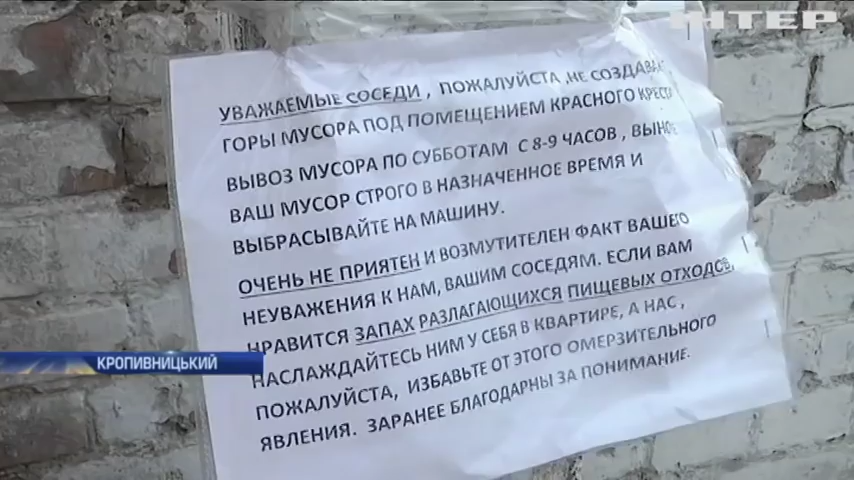 ІНТЕР
УВАЖАЕМЫЕ СОСЕДИ , ПОЖАЛУЙСТА ,НЕ СОЗДАВА
ГОРЫ МУСОРА ПОД ПОМЕЩЕНИЕМ КРАСНОГО КРЕСТ
ВЫВОЗ МУСОРА ПО СУББОТАМ С 8-9 ЧАСОВ , ВЫНО
ВАШ МУСОР СТРОГО В НАЗНАЧЕННОЕ ВРЕМЯ И
ВЫБРАСЫВАЙТЕ НА МАШИНУ.
ОЧЕНЬ НЕ ПРИЯТЕН И ВОЗМУТИТЕЛЕН ФАКТ ВАШЕГО
НЕУВАЖЕНИЯ К НАМ, ВАШИМ СОСЕДЯМ. ЕСЛИ ВАМ
НРАВИТСЯ ЗАПАХ РАЗЛАГАЮЩИХСЯ ПИЩЕВЫХ ОТХОДОВ,
НАСЛАЖДАЙТЕСЬ НИМ У СЕБЯ В КВАРТИРЕ, А НАС ,
ПОЖАЛУЙСТА, ИЗБАВЬТЕ ОТ ЭТОГО ОМЕРЗИТЕЛЬНОГО
ЯВЛЕНИЯ. ЗАРАНЕЕ БЛАГОДАРНЫ ЗА ПОНИМАНИЕ.
КРОПИВНИЦЬКИЙ